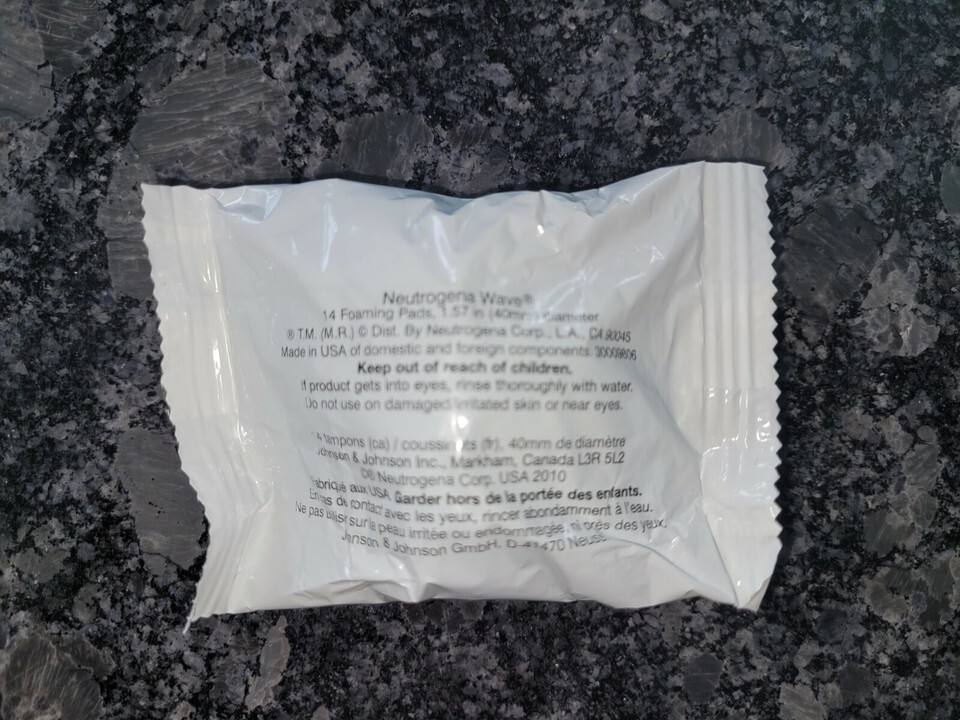 Neutrogena Wave®
14 Foaming Pads, 1.57 in (40mm) diameter
® T.M. (M.R.) © Dist. By Neutrogena Corp., L.A., CA 90045
Made in USA of domestic and foreign components. 30009806
Keep out of reach of children.
If product gets into eyes, rinse thoroughly with water.
Do not use on damaged, irritated skin or near eyes.
14 tampons (ca) / coussinets (fr), 40mm de diamètre
Johnson & Johnson Inc., Markham, Canada L3R 5L2
Neutrogena Corp. USA 2010
Fabriqué aux USA Garder hors de la portée des enfants.
En cas de contact avec les yeux, rincer abondamment à l'eau.
Ne pas utiliser sur la peau irritée ou endommagée, ni près des yeux.
Johnson & Johnson GmbH, D-41470 Neuss